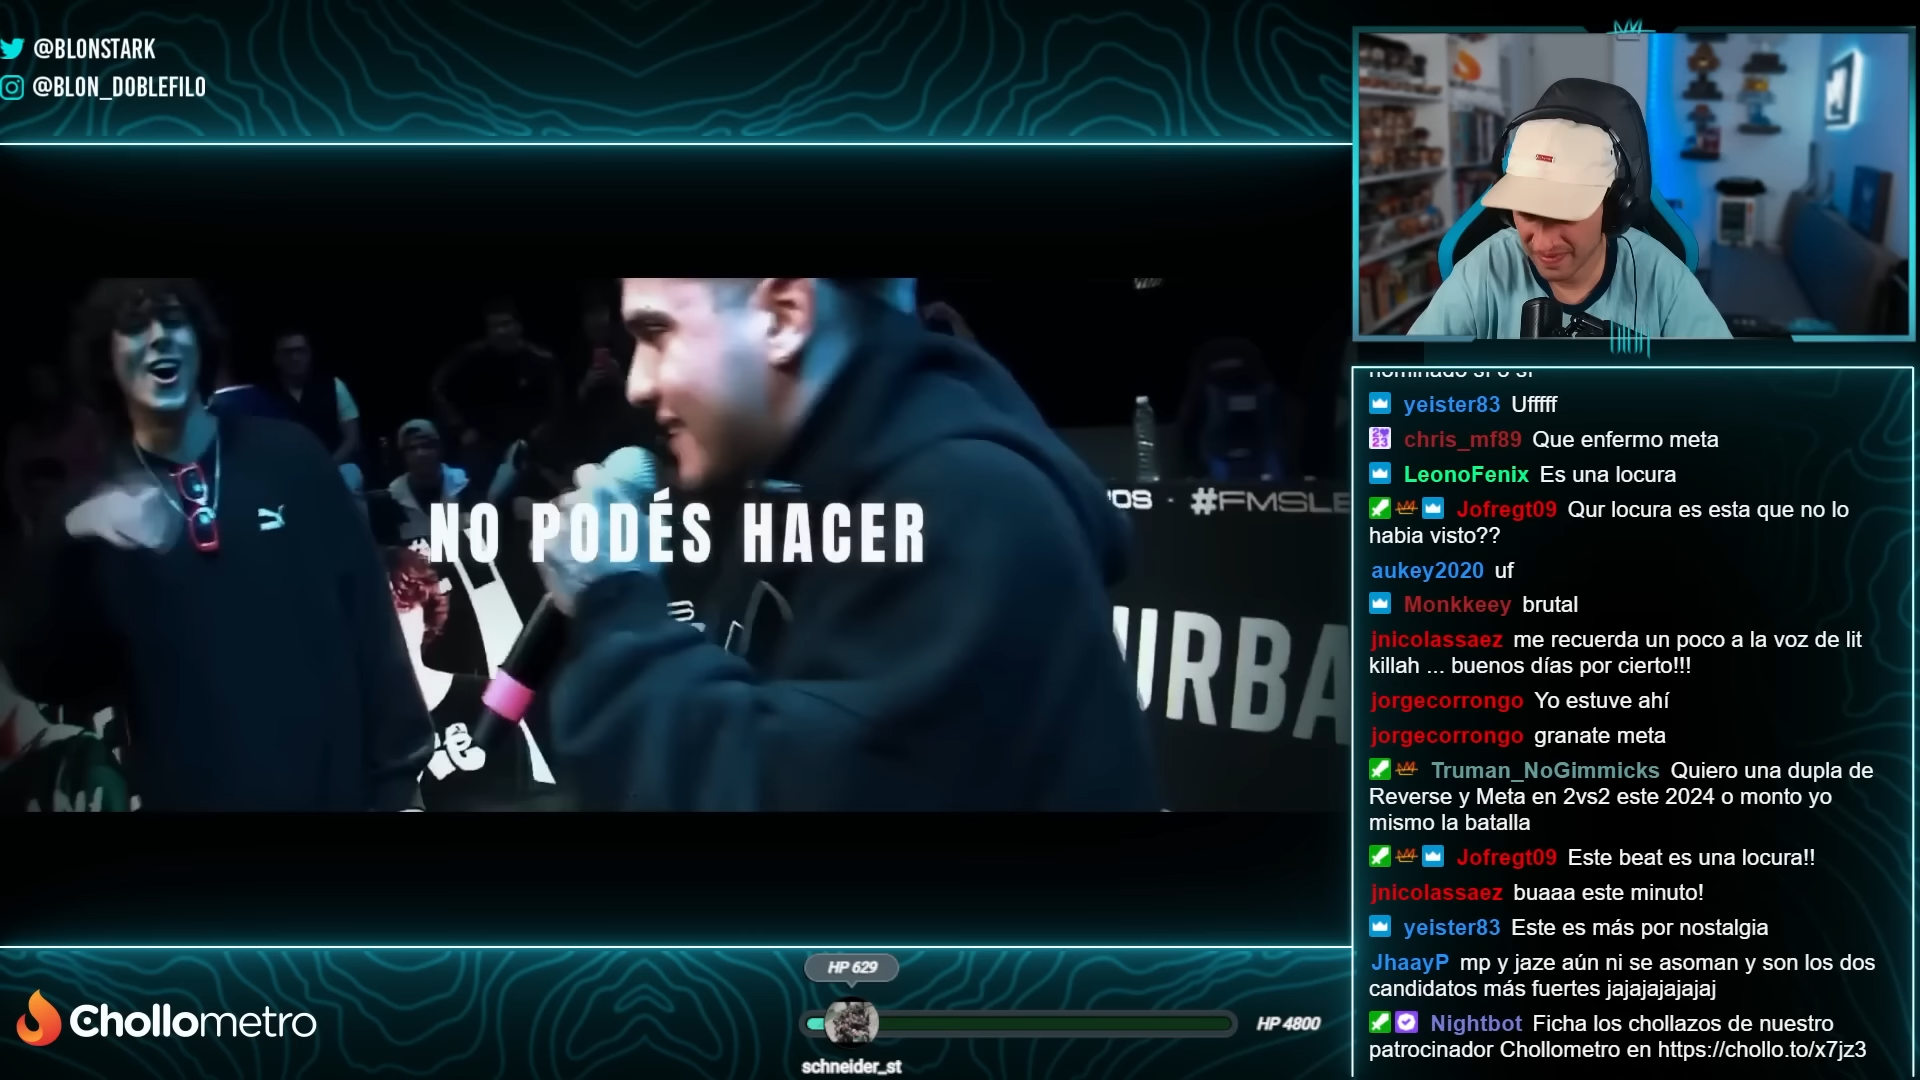 @BLONSTARK
@BLON_DOBLEFILO
NO PODÉS HACER
#FMSLE
URBA
nominado sí o sí
yeister83 Ufffff
chris_mf89 Que enfermo meta
LeonoFenix Es una locura
Jofregt09 Qur locura es esta que no lo
habia visto??
aukey2020 uf
Monkkeey brutal
jnicolassaez me recuerda un poco a la voz de lit
killah ... buenos días por cierto!!!
jorgecorrongo Yo estuve ahí
jorgecorrongo granate meta
Truman_NoGimmicks Quiero una dupla de
Reverse y Meta en 2vs2 este 2024 o monto yo
mismo la batalla
Jofregt09 Este beat es una locura!!
jnicolassaez buaaa este minuto!
yeister83 Este es más por nostalgia
JhaayP mp y jaze aún ni se asoman y son los dos
candidatos más fuertes jajajajajajaj
Nightbot Ficha los chollazos de nuestro
patrocinador Chollometro en https://chollo.to/x7jz3
Chollometro
HP 629
HP 4800
schneider_st